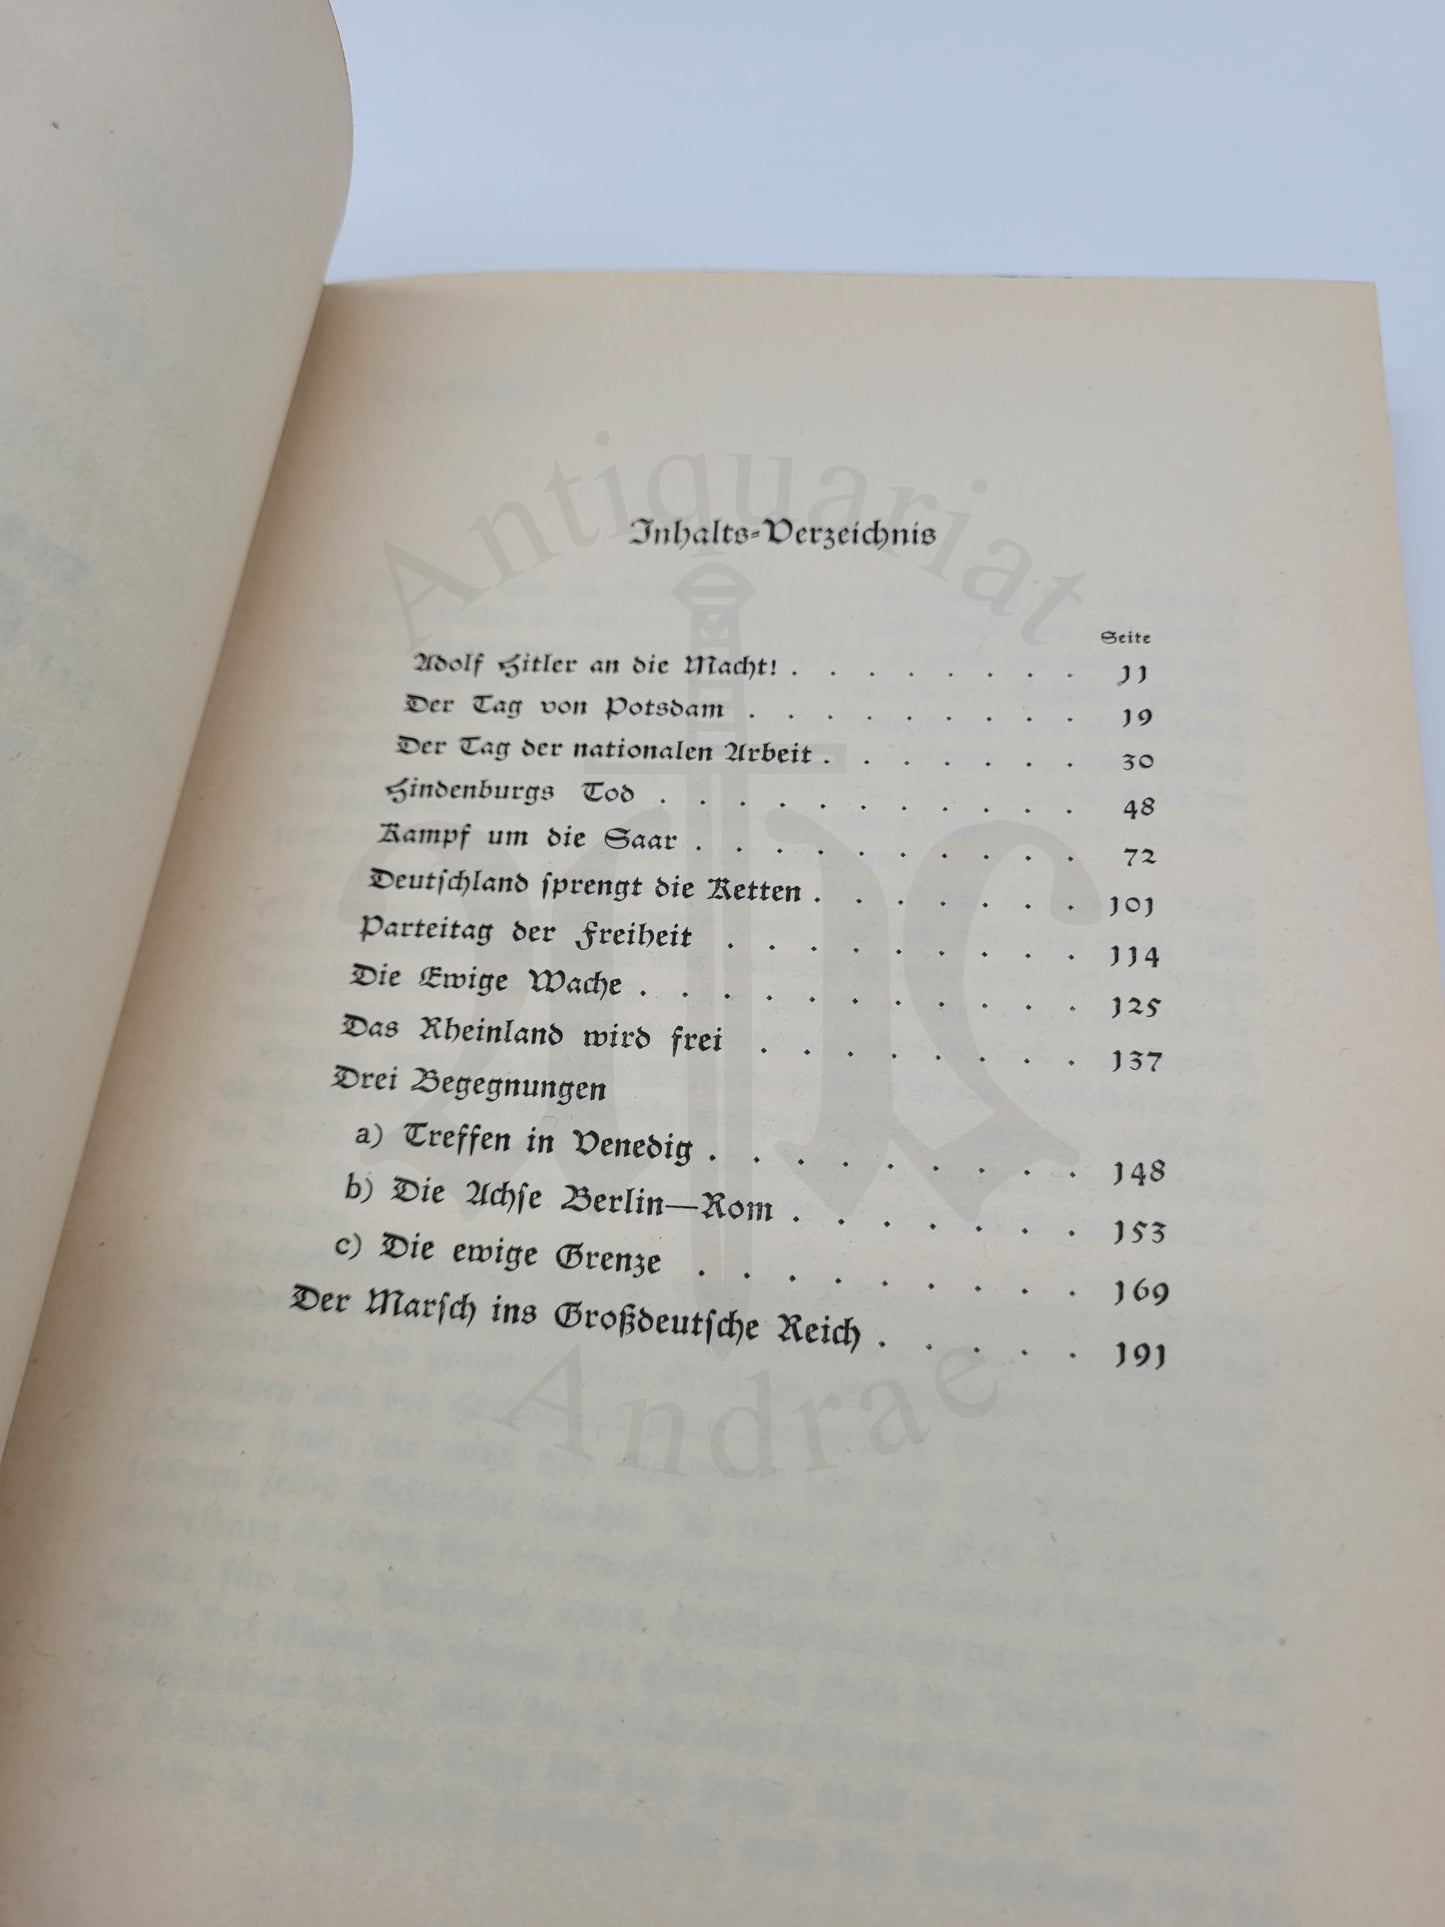 Inhalts-Verzeichnis
Seite
Adolf Hitler an die Macht! . . . . . . . . 11
Der Tag von Potsdam . . . . . . . . . 19
Der Tag der nationalen Arbeit . . . . . . . 30
Hindenburgs Tod . . . . . . . . . . . 48
Kampf um die Saar . . . . . . . . . . 72
Deutſchland ſprengt die Ketten . . . . . . . 101
Parteitag der Freiheit . . . . . . . . . 114
Die Ewige Wache . . . . . . . . . . . 125
Das Rheinland wird frei . . . . . . . . 137
Drei Begegnungen
a) Treffen in Venedig . . . . . . . . . 148
b) Die Achſe Berlin—Rom . . . . . . . 153
c) Die ewige Grenze . . . . . . . . . 169
Der Marſch ins Großdeutſche Reich . . . . . 191
Antiquariat
Andrae